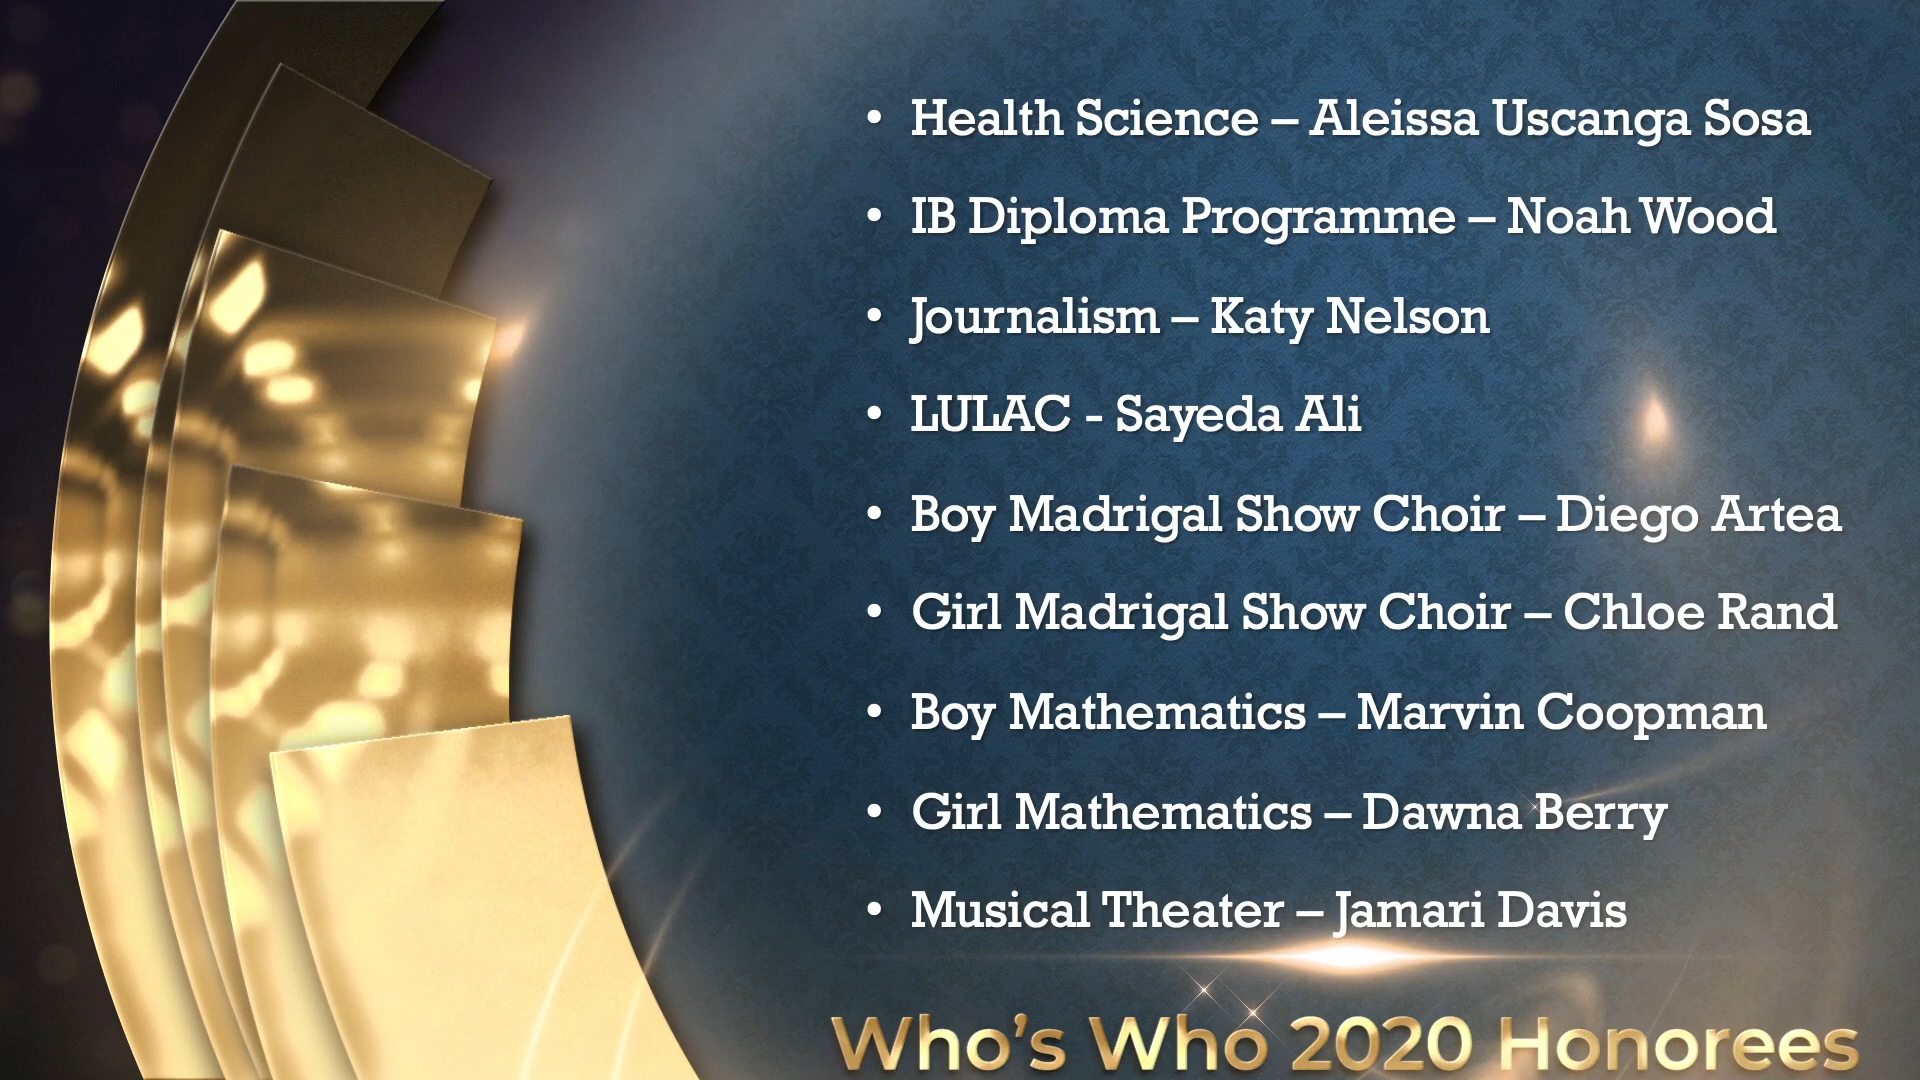 • Health Science – Aleissa Uscanga Sosa
• IB Diploma Programme – Noah Wood
• Journalism – Katy Nelson
• LULAC - Sayeda Ali
• Boy Madrigal Show Choir – Diego Artea
• Girl Madrigal Show Choir – Chloe Rand
• Boy Mathematics – Marvin Coopman
• Girl Mathematics – Dawna Berry
• Musical Theater – Jamari Davis
Who’s Who 2020 Honorees